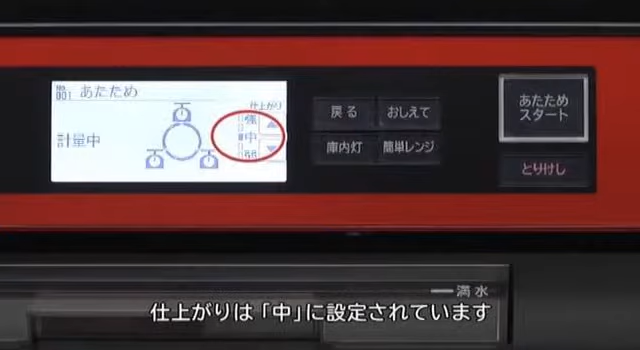 No.
001 あたため
仕上がり
強
計量中
中
弱
戻る
おしえて
庫内灯
簡単レンジ
あたため
スタート
とりけし
満水
仕上がりは「中」に設定されています